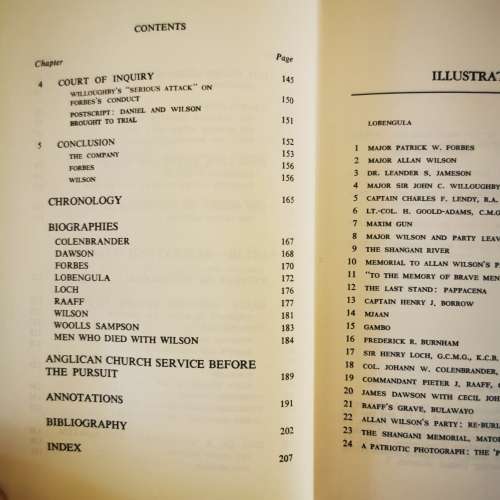 CONTENTS
Chapter Page
4 COURT OF INQUIRY 145
WILLOUGHBY'S "SERIOUS ATTACK" ON
FORBES'S CONDUCT 150
POSTSCRIPT: DANIEL AND WILSON
BROUGHT TO TRIAL 151
5 CONCLUSION 152
THE COMPANY 153
FORBES 156
WILSON 156
CHRONOLOGY 165
BIOGRAPHIES
COLENBRANDER 167
DAWSON 168
FORBES 170
LOBENGULA 172
LOCH 176
RAAFF 177
WILSON 181
WOOLLS SAMPSON 183
MEN WHO DIED WITH WILSON 184
ANGLICAN CHURCH SERVICE BEFORE
THE PURSUIT 189
ANNOTATIONS 191
BIBLIOGRAPHY 202
INDEX 207
ILLUSTRAT
LOBENGULA
1 MAJOR PATRICK W. FORBES
2 MAJOR ALLAN WILSON
3 DR. LEANDER S. JAMESON
4 MAJOR SIR JOHN C. WILLOUGHBY
5 CAPTAIN CHARLES F. LENDY, R.A.
6 LT.-COL. H. GOOLD-ADAMS, C.M.G
7 MAXIM GUN
8 MAJOR WILSON AND PARTY LEAV
9 THE SHANGANI RIVER
10 MEMORIAL TO ALLAN WILSON'S P
11 "TO THE MEMORY OF BRAVE MEN
12 THE LAST STAND: PAPPACENA
13 CAPTAIN HENRY J. BORROW
14 MJAAN
15 GAMBO
16 FREDERICK R. BURNHAM
17 SIR HENRY LOCH, G.C.M.G., K.C.B.
18 COL. JOHANN W. COLENBRANDER,
19 COMMANDANT PIETER J. RAAFF, C
20 JAMES DAWSON WITH CECIL JOH
21 RAAFF'S GRAVE, BULAWAYO
22 ALLAN WILSON'S PARTY: RE-BURI
23 THE SHANGANI MEMORIAL, MATO
24 A PATRIOTIC PHOTOGRAPH: THE 'P